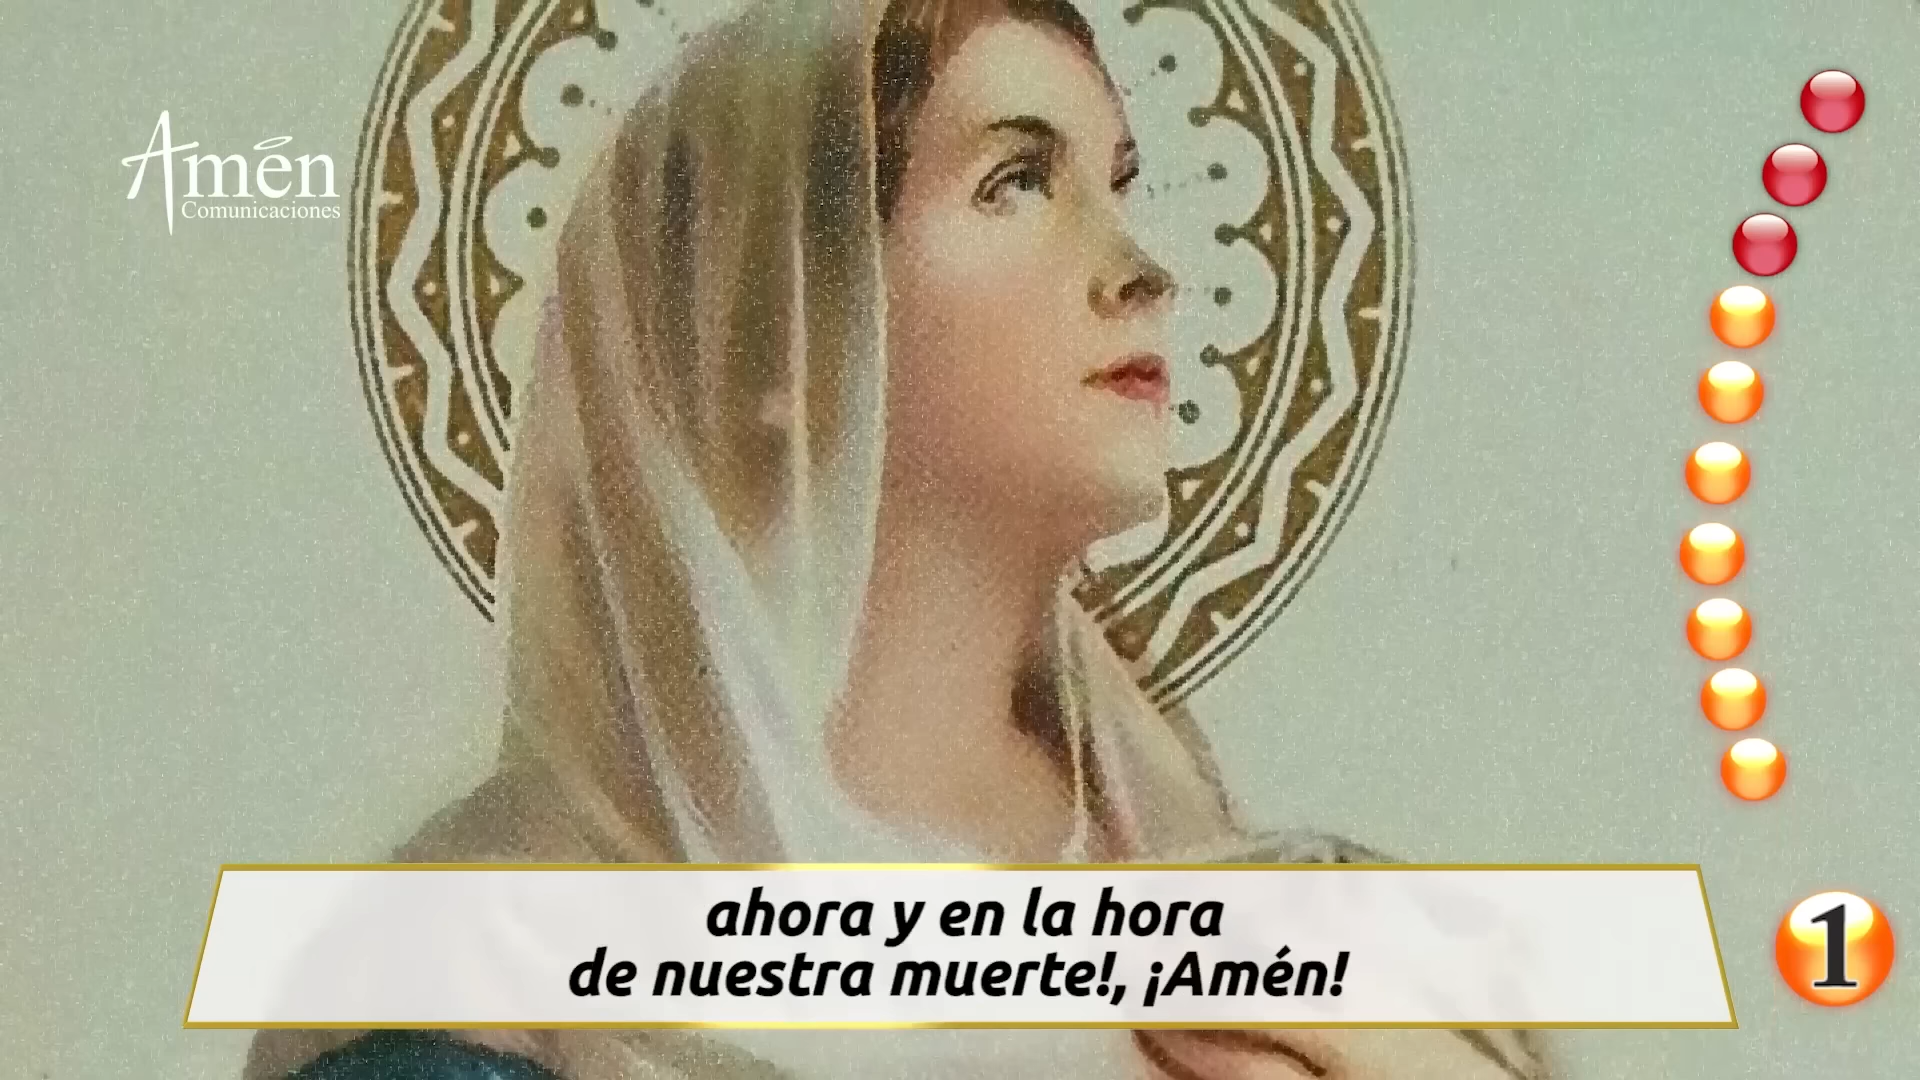 Amén
Comunicaciones
ahora y en la hora
de nuestra muerte!, ¡Amén!
1